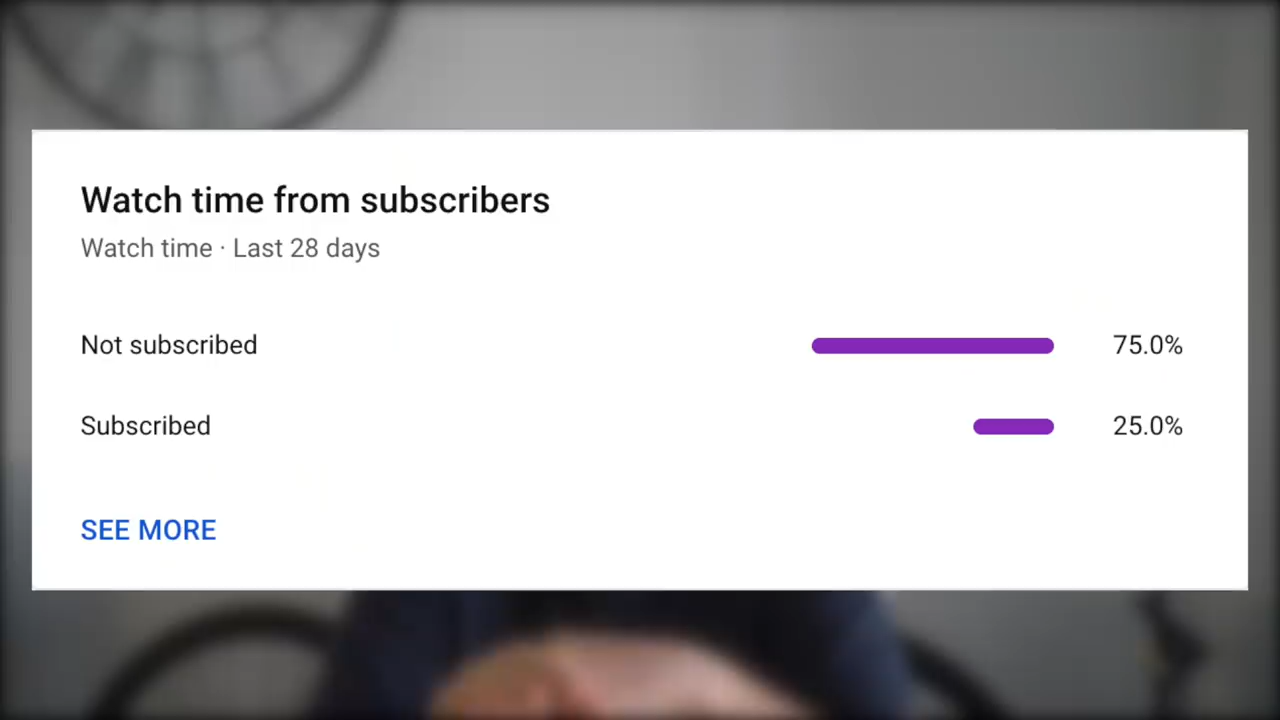 Watch time from subscribers
Watch time · Last 28 days
Not subscribed 75.0%
Subscribed 25.0%
SEE MORE